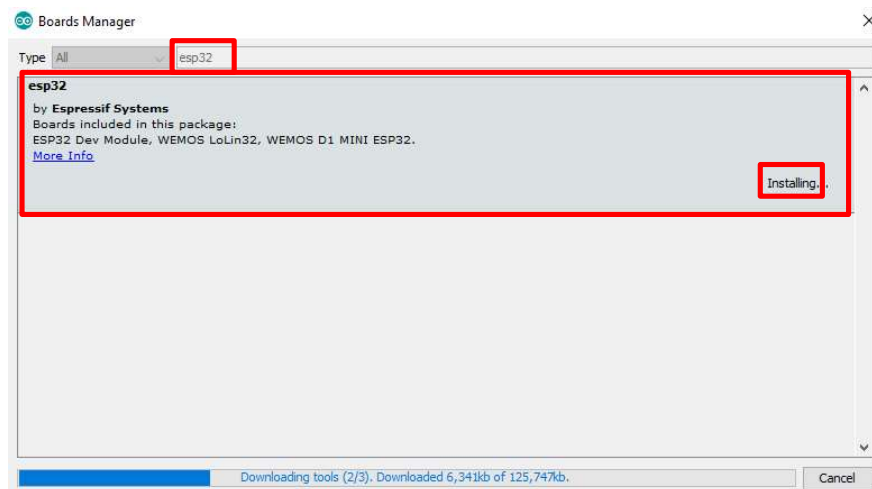 Boards Manager
Type All esp32
esp32
by Espressif Systems
Boards included in this package:
ESP32 Dev Module, WEMOS LoLin32, WEMOS D1 MINI ESP32.
More Info
Installing...
Downloading tools (2/3). Downloaded 6,341kb of 125,747kb.
Cancel